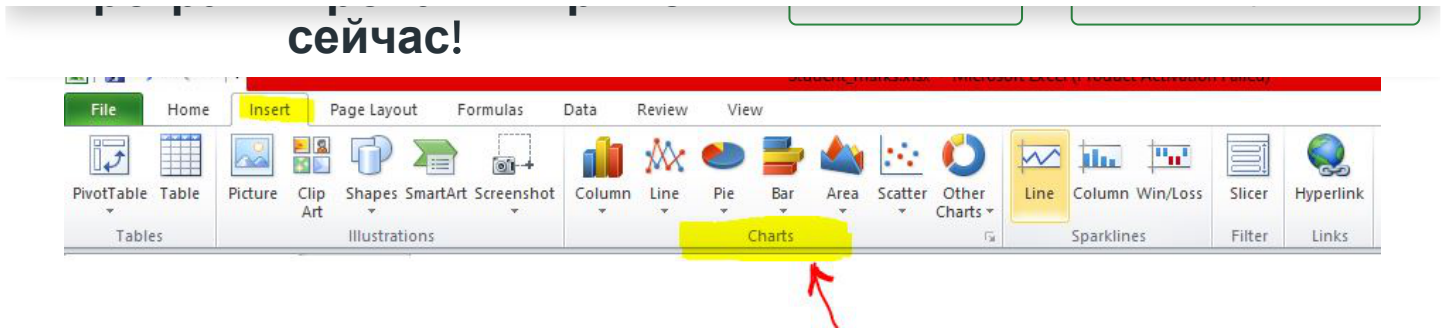 сейчас!
File Home Insert Page Layout Formulas Data Review View
PivotTable Table Picture Clip Art Shapes SmartArt Screenshot Column Line Pie Bar Area Scatter Other Charts Line Column Win/Loss Slicer Hyperlink
Tables Illustrations Charts Sparklines Filter Links